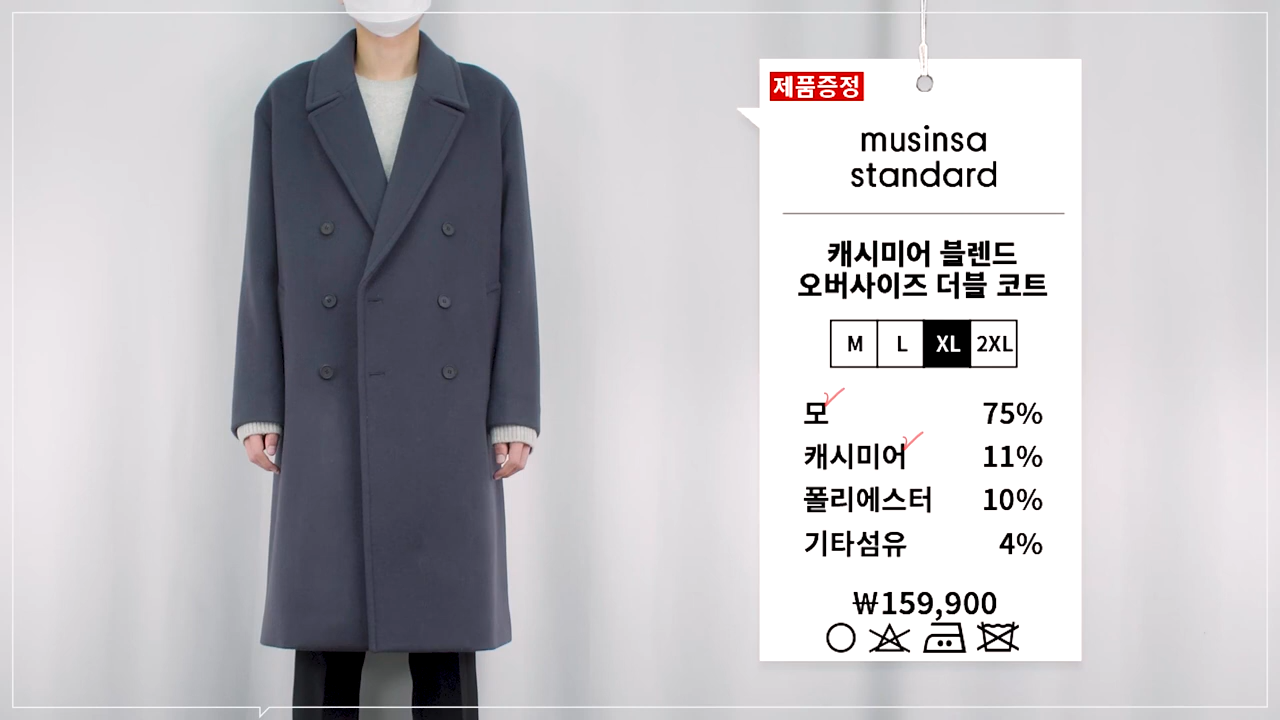 제품증정
musinsa
standard
캐시미어 블렌드
오버사이즈 더블 코트
M L XL 2XL
모 75%
캐시미어 11%
폴리에스터 10%
기타섬유 4%
₩159,900